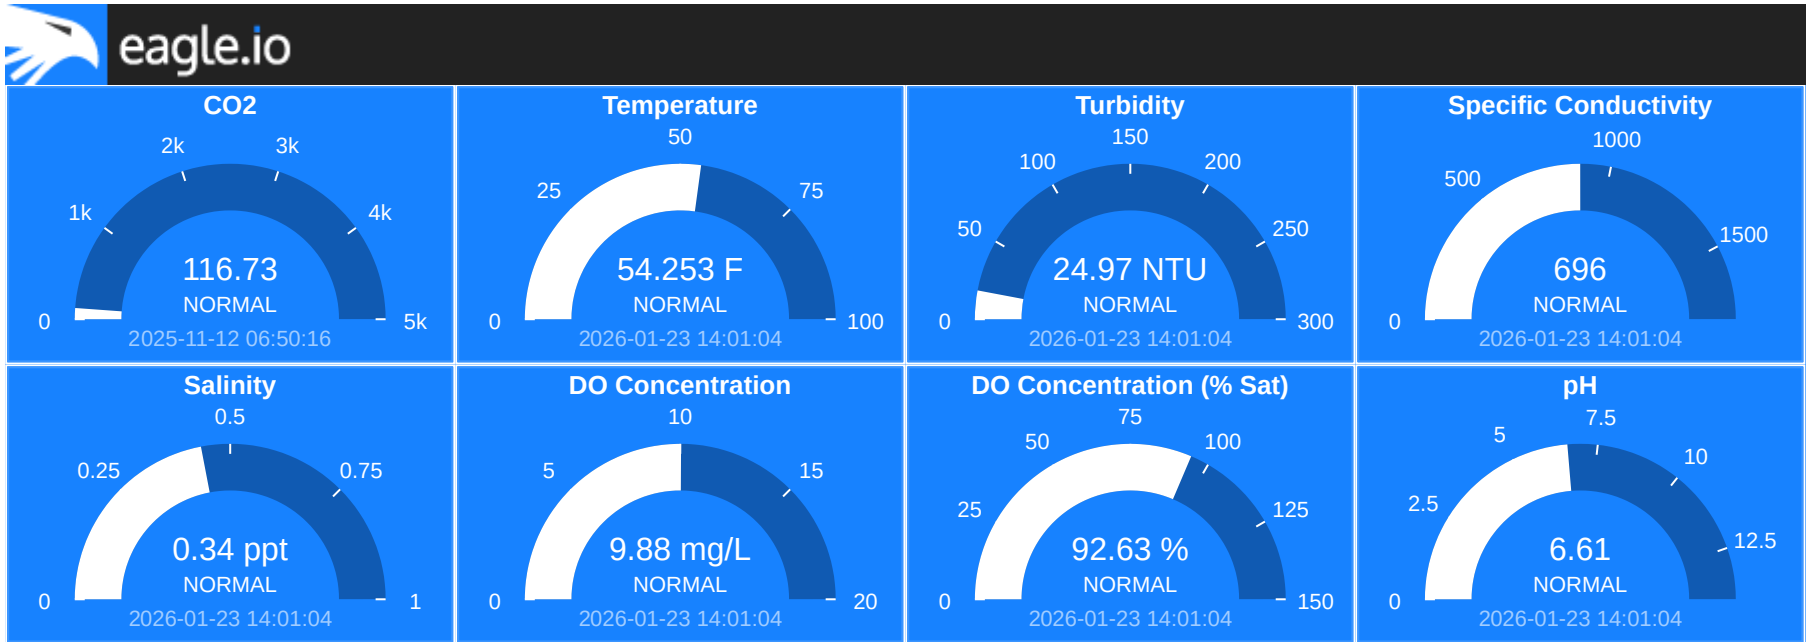 eagle.io
CO2
0
1k
2k
3k
4k
5k
116.73
NORMAL
2025-11-12 06:50:16
Temperature
0
25
50
75
100
54.253 F
NORMAL
2026-01-23 14:01:04
Turbidity
0
50
100
150
200
250
300
24.97 NTU
NORMAL
2026-01-23 14:01:04
Specific Conductivity
0
500
1000
1500
696
NORMAL
2026-01-23 14:01:04
Salinity
0
0.25
0.5
0.75
1
0.34 ppt
NORMAL
2026-01-23 14:01:04
DO Concentration
0
5
10
15
20
9.88 mg/L
NORMAL
2026-01-23 14:01:04
DO Concentration (% Sat)
0
25
50
75
100
125
150
92.63 %
NORMAL
2026-01-23 14:01:04
pH
0
2.5
5
7.5
10
12.5
6.61
NORMAL
2026-01-23 14:01:04